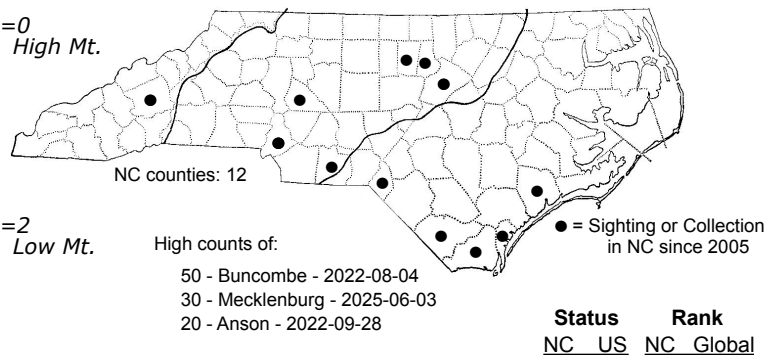 =0
High Mt.
NC counties: 12
=2
Low Mt.
High counts of:
50 - Buncombe - 2022-08-04
30 - Mecklenburg - 2025-06-03
20 - Anson - 2022-09-28
● = Sighting or Collection
in NC since 2005
Status Rank
NC US NC Global